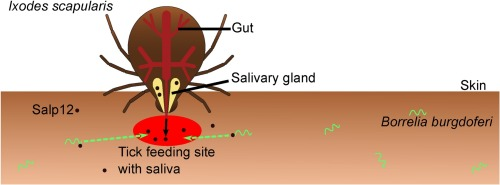 Ixodes scapularis
Gut
Salivary gland
Skin
Salp12
Borrelia burgdoferi
Tick feeding site
with saliva